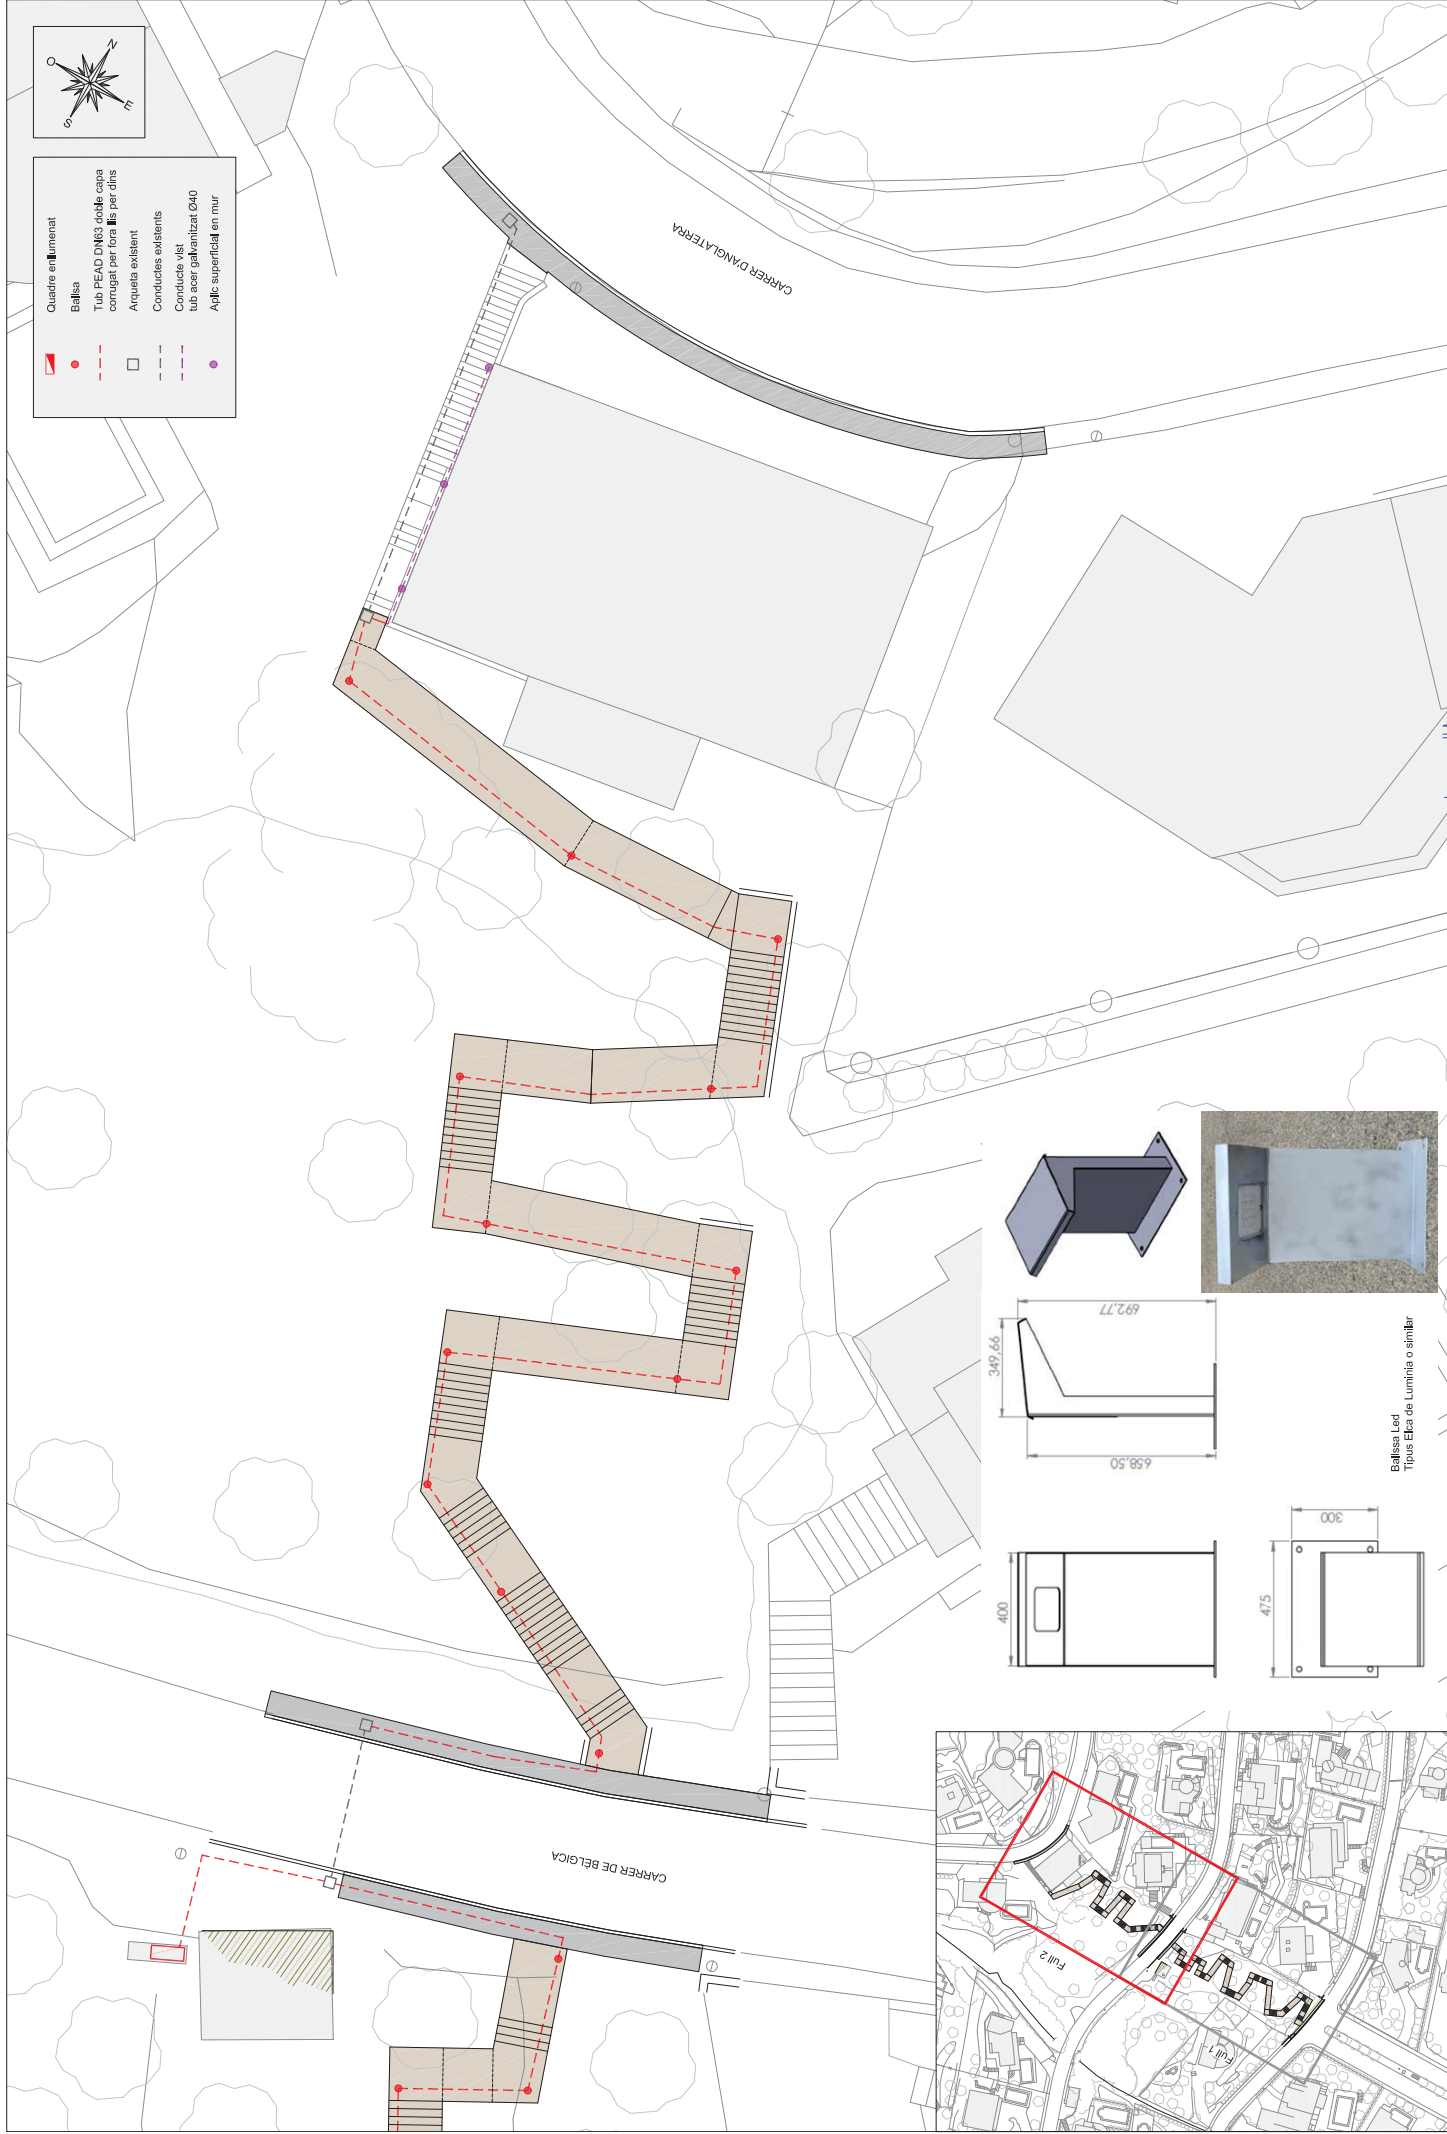 N
O
E
S
Quadre enllumenat
Balisa
Tub PEAD DN63 doble capa
corrugat per fora llis per dins
Arqueta existent
Conductes existents
Conducte vist
tub acer galvanitzat Ø40
Aplic superficial en mur
CARRER D'ANGLATERRA
CARRER DE BÈLGICA
349,66
692,77
658,50
400
475
300
Balissa Led
Tipus Elca de Luminia o similar
Full 2
Full 1